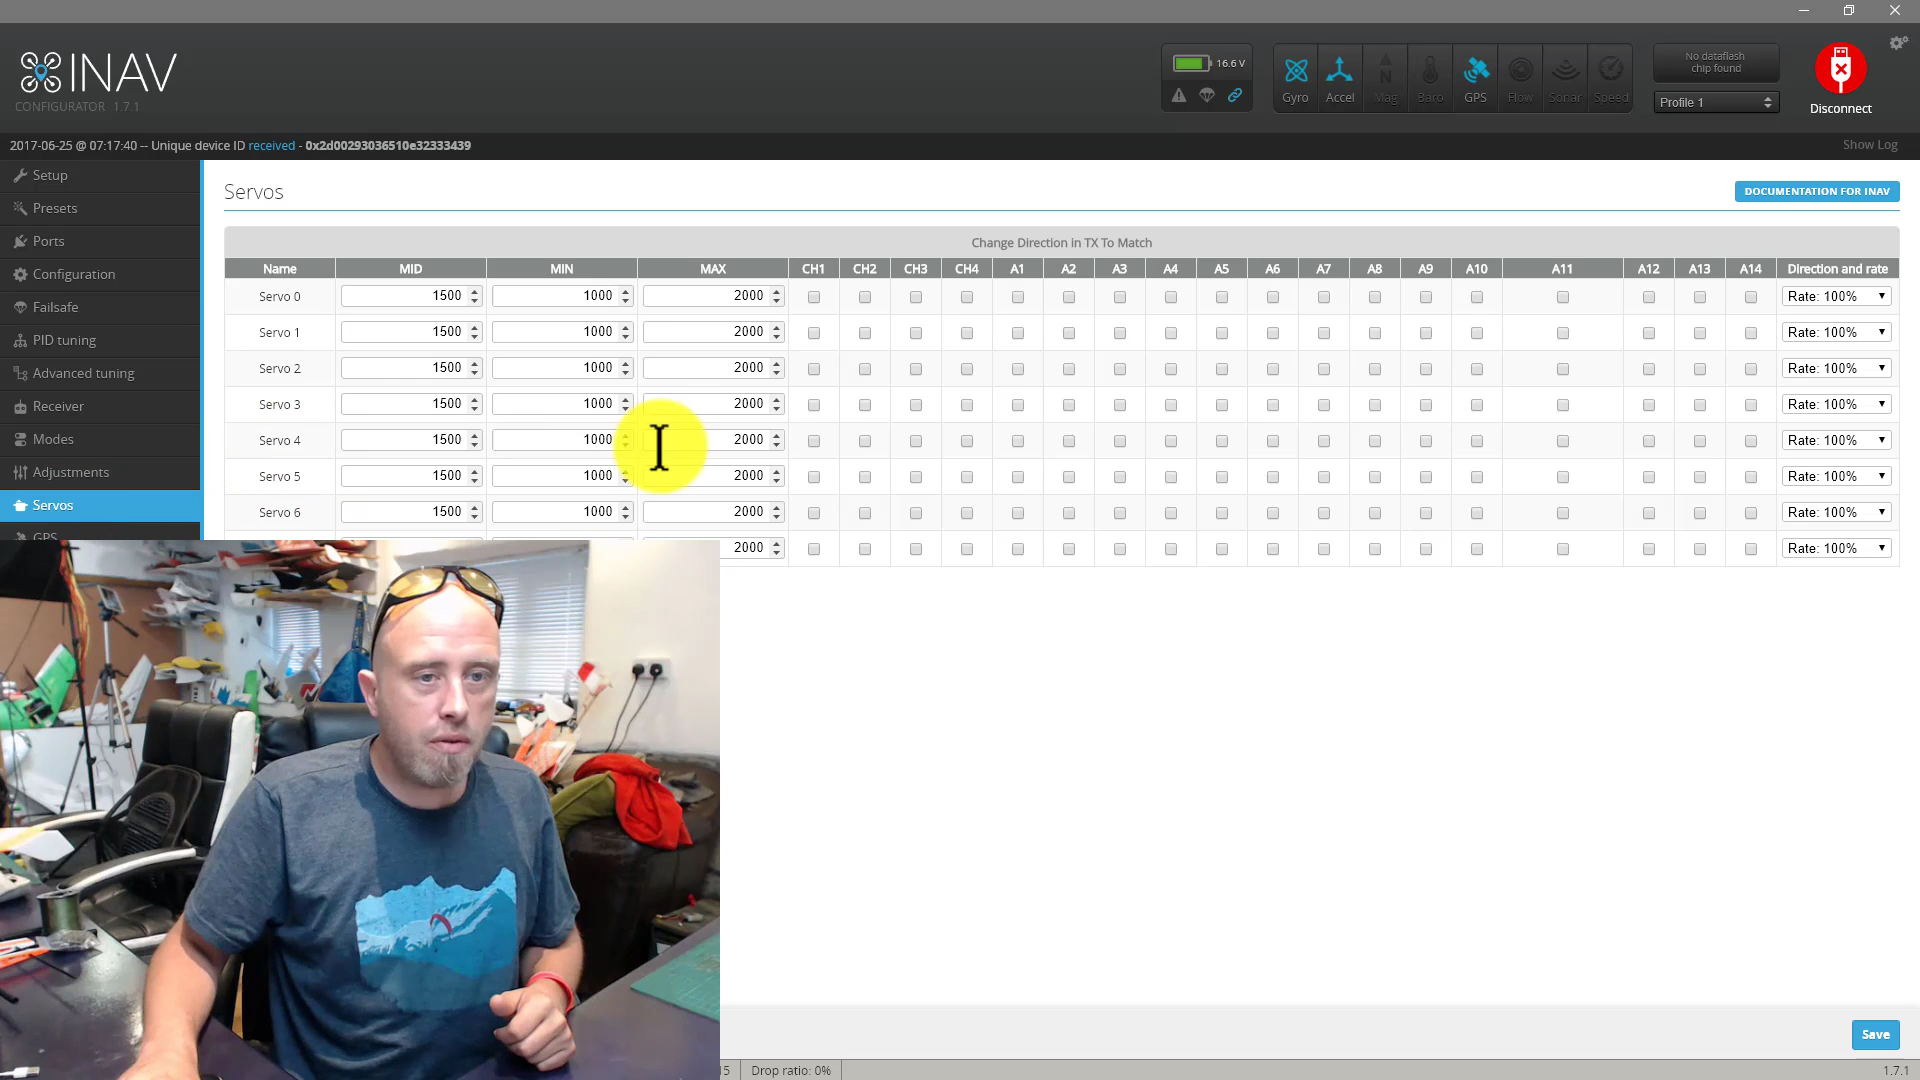 INAV
CONFIGURATOR 1.7.1
16.6 V
Gyro Accel Mag Baro GPS Flow Sonar Speed
No dataflash
chip found
Profile 1
Disconnect
2017-06-25 @ 07:17:40 -- Unique device ID received - 0x2d00293036510e32333439
Show Log
Setup
Presets
Ports
Configuration
Failsafe
PID tuning
Advanced tuning
Receiver
Modes
Adjustments
Servos
GPS
Servos
DOCUMENTATION FOR INAV
Change Direction in TX To Match
Name MID MIN MAX CH1 CH2 CH3 CH4 A1 A2 A3 A4 A5 A6 A7 A8 A9 A10 A11 A12 A13 A14 Direction and rate
Servo 0 1500 1000 2000 Rate: 100%
Servo 1 1500 1000 2000 Rate: 100%
Servo 2 1500 1000 2000 Rate: 100%
Servo 3 1500 1000 2000 Rate: 100%
Servo 4 1500 1000 2000 Rate: 100%
Servo 5 1500 1000 2000 Rate: 100%
Servo 6 1500 1000 2000 Rate: 100%
2000 Rate: 100%
Save
15 Drop ratio: 0%
1.7.1